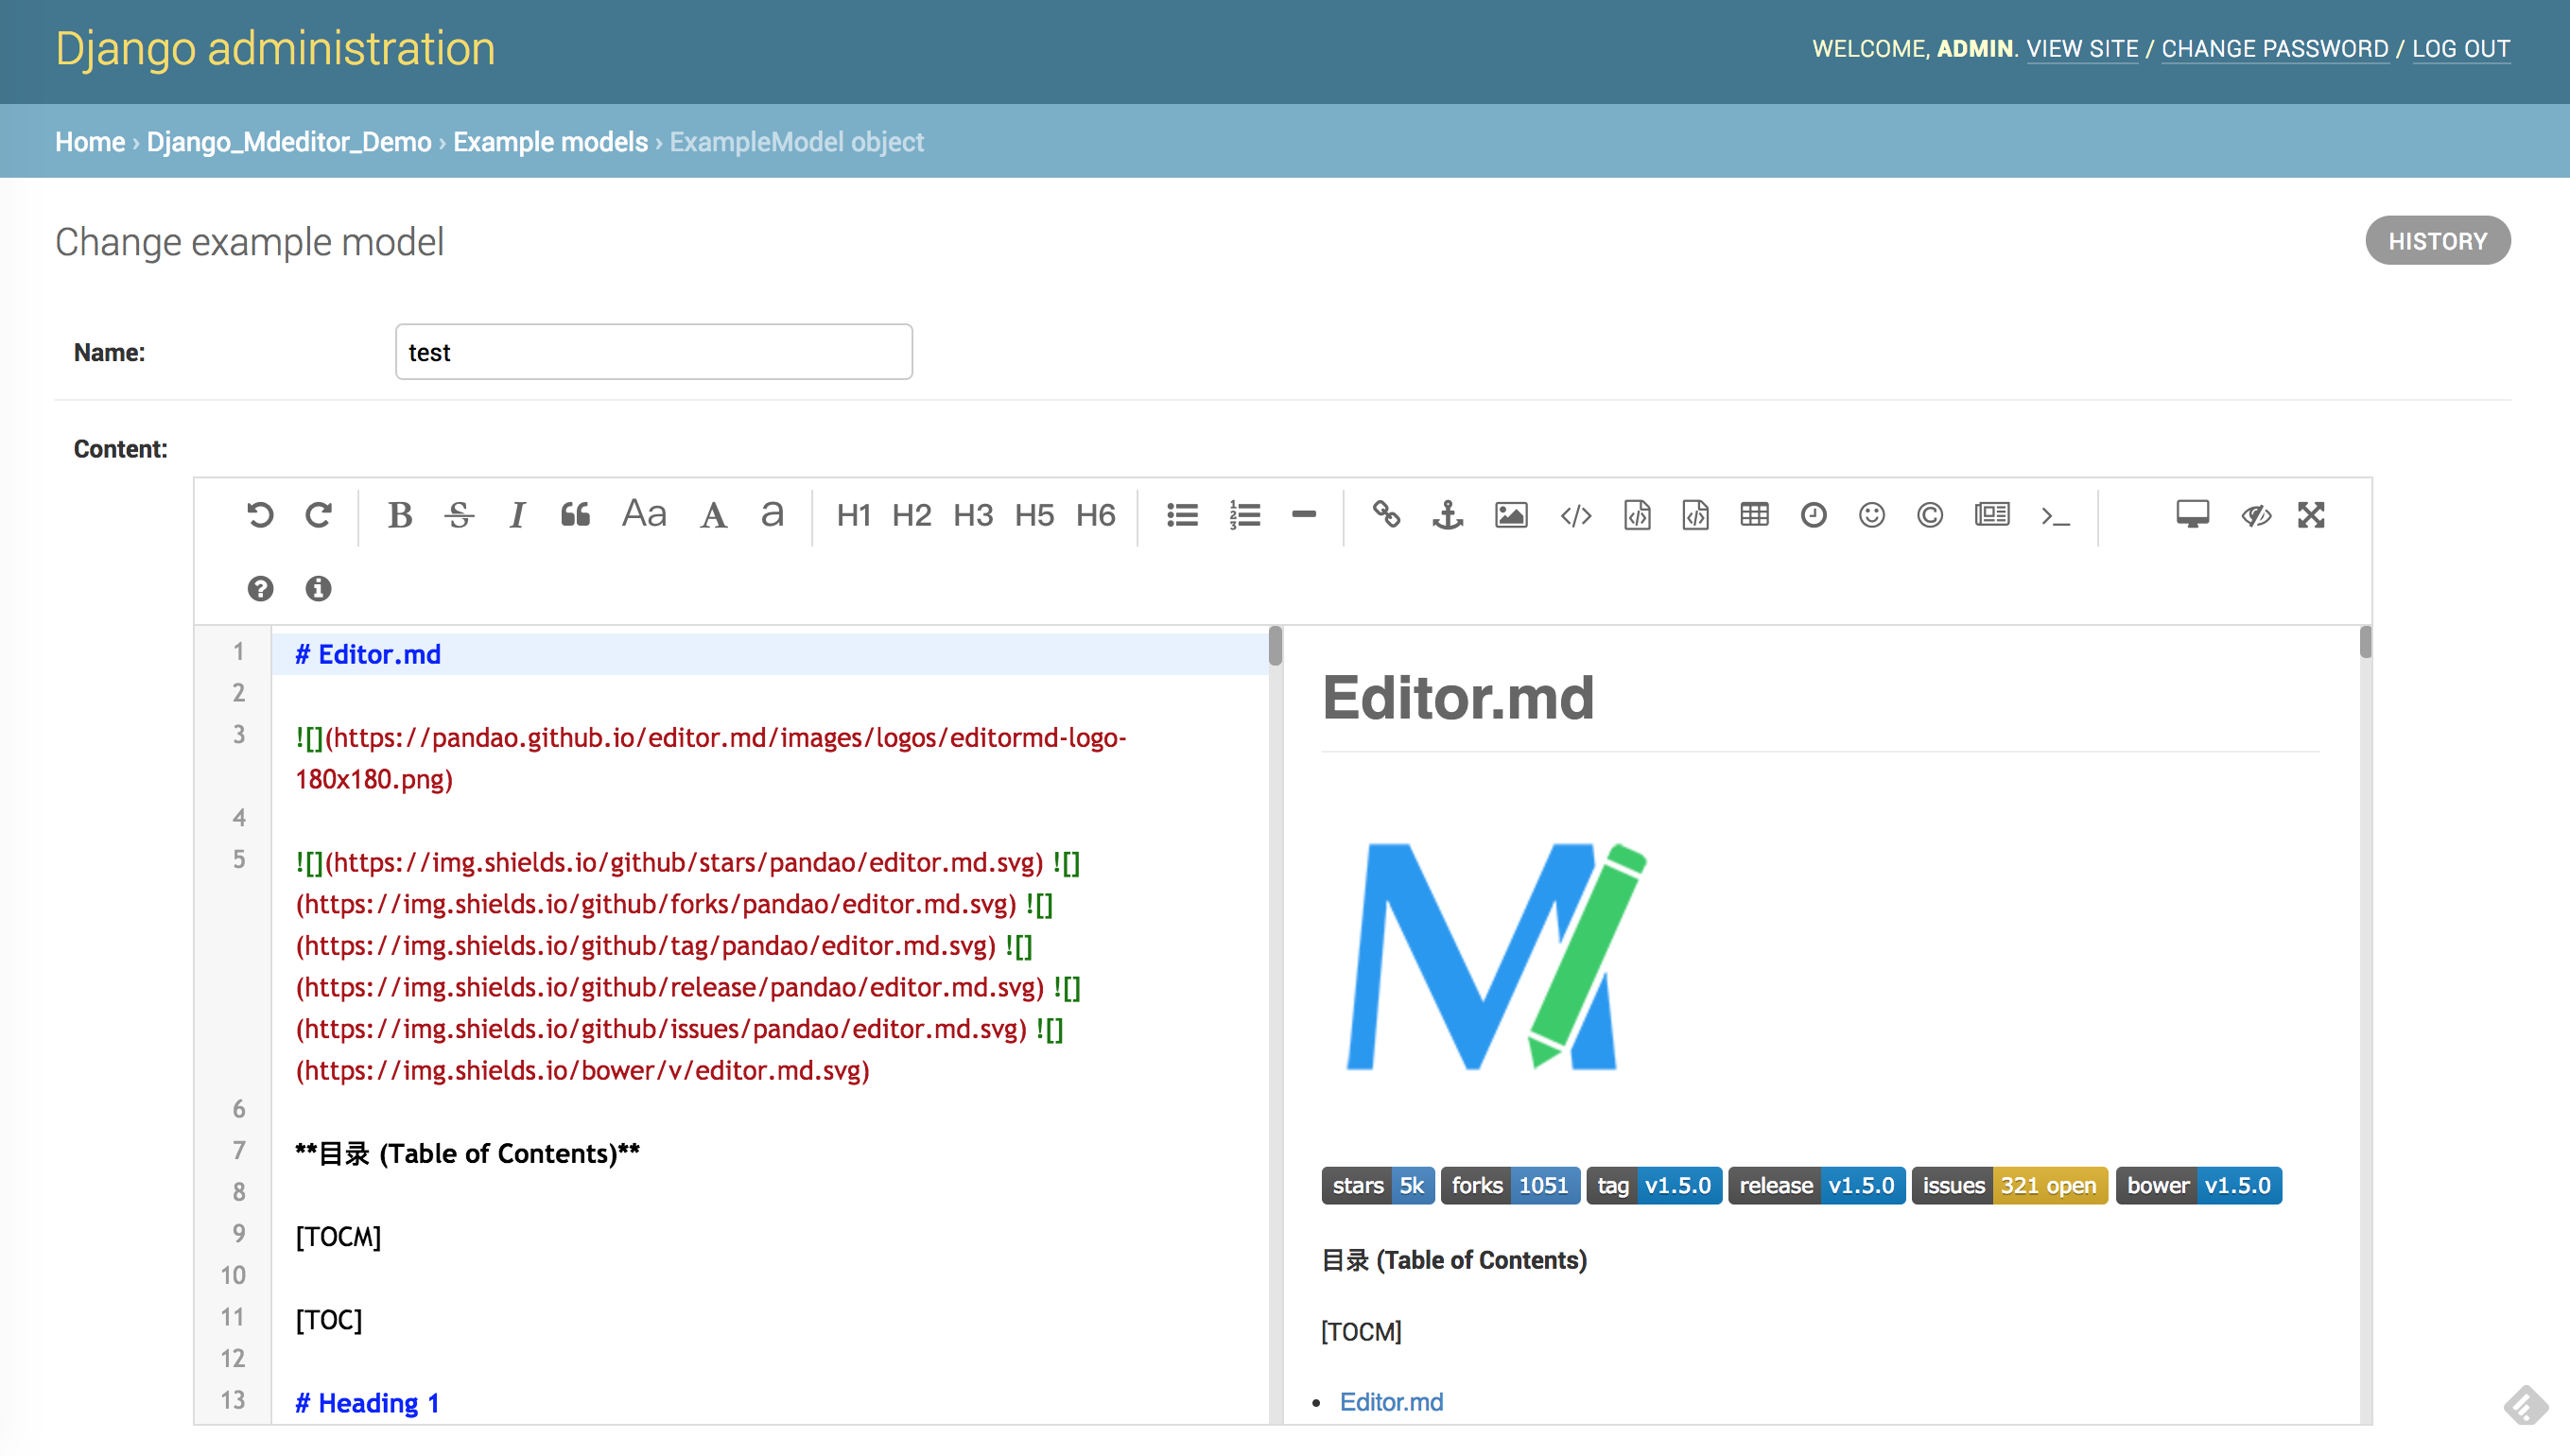 Django administration
WELCOME, ADMIN. VIEW SITE / CHANGE PASSWORD / LOG OUT
Home › Django_Mdeditor_Demo › Example models › ExampleModel object
Change example model
HISTORY
Name:
test
Content:
B S I Aa A a H1 H2 H3 H5 H6
1 # Editor.md
2
3 ![](https://pandao.github.io/editor.md/images/logos/editormd-logo-
180x180.png)
4
5 ![](https://img.shields.io/github/stars/pandao/editor.md.svg) ![]
(https://img.shields.io/github/forks/pandao/editor.md.svg) ![]
(https://img.shields.io/github/tag/pandao/editor.md.svg) ![]
(https://img.shields.io/github/release/pandao/editor.md.svg) ![]
(https://img.shields.io/github/issues/pandao/editor.md.svg) ![]
(https://img.shields.io/bower/v/editor.md.svg)
6
7 **目录 (Table of Contents)**
8
9 [TOCM]
10
11 [TOC]
12
13 # Heading 1
Editor.md
stars 5k forks 1051 tag v1.5.0 release v1.5.0 issues 321 open bower v1.5.0
目录 (Table of Contents)
[TOCM]
• Editor.md